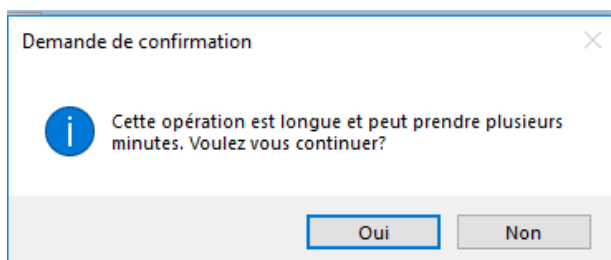 Demande de confirmation
Cette opération est longue et peut prendre plusieurs
minutes. Voulez vous continuer?
Oui Non